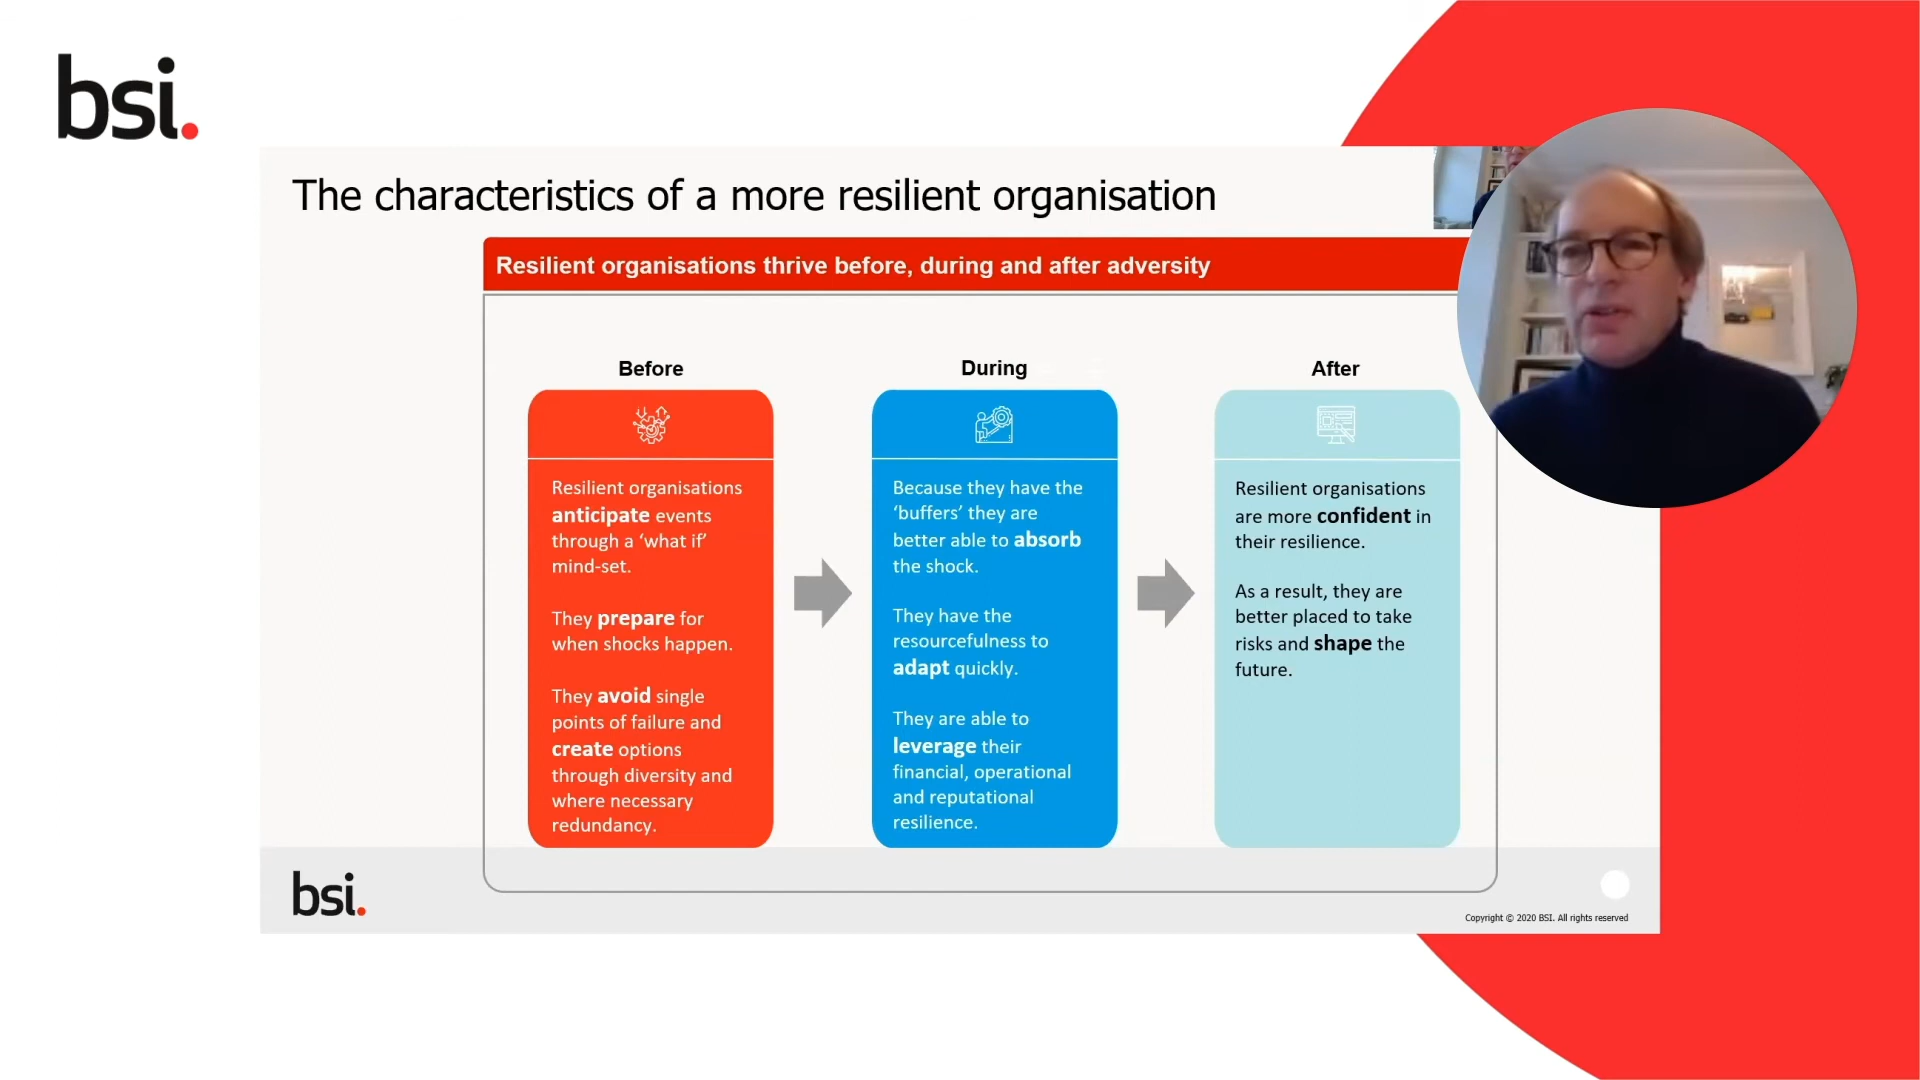 bsi.
The characteristics of a more resilient organisation
Resilient organisations thrive before, during and after adversity
Before
Resilient organisations
anticipate events
through a ‘what if’
mind-set.
They prepare for
when shocks happen.
They avoid single
points of failure and
create options
through diversity and
where necessary
redundancy.
During
Because they have the
‘buffers’ they are
better able to absorb
the shock.
They have the
resourcefulness to
adapt quickly.
They are able to
leverage their
financial, operational
and reputational
resilience.
After
Resilient organisations
are more confident in
their resilience.
As a result, they are
better placed to take
risks and shape the
future.
bsi.
Copyright © 2020 BSI. All rights reserved